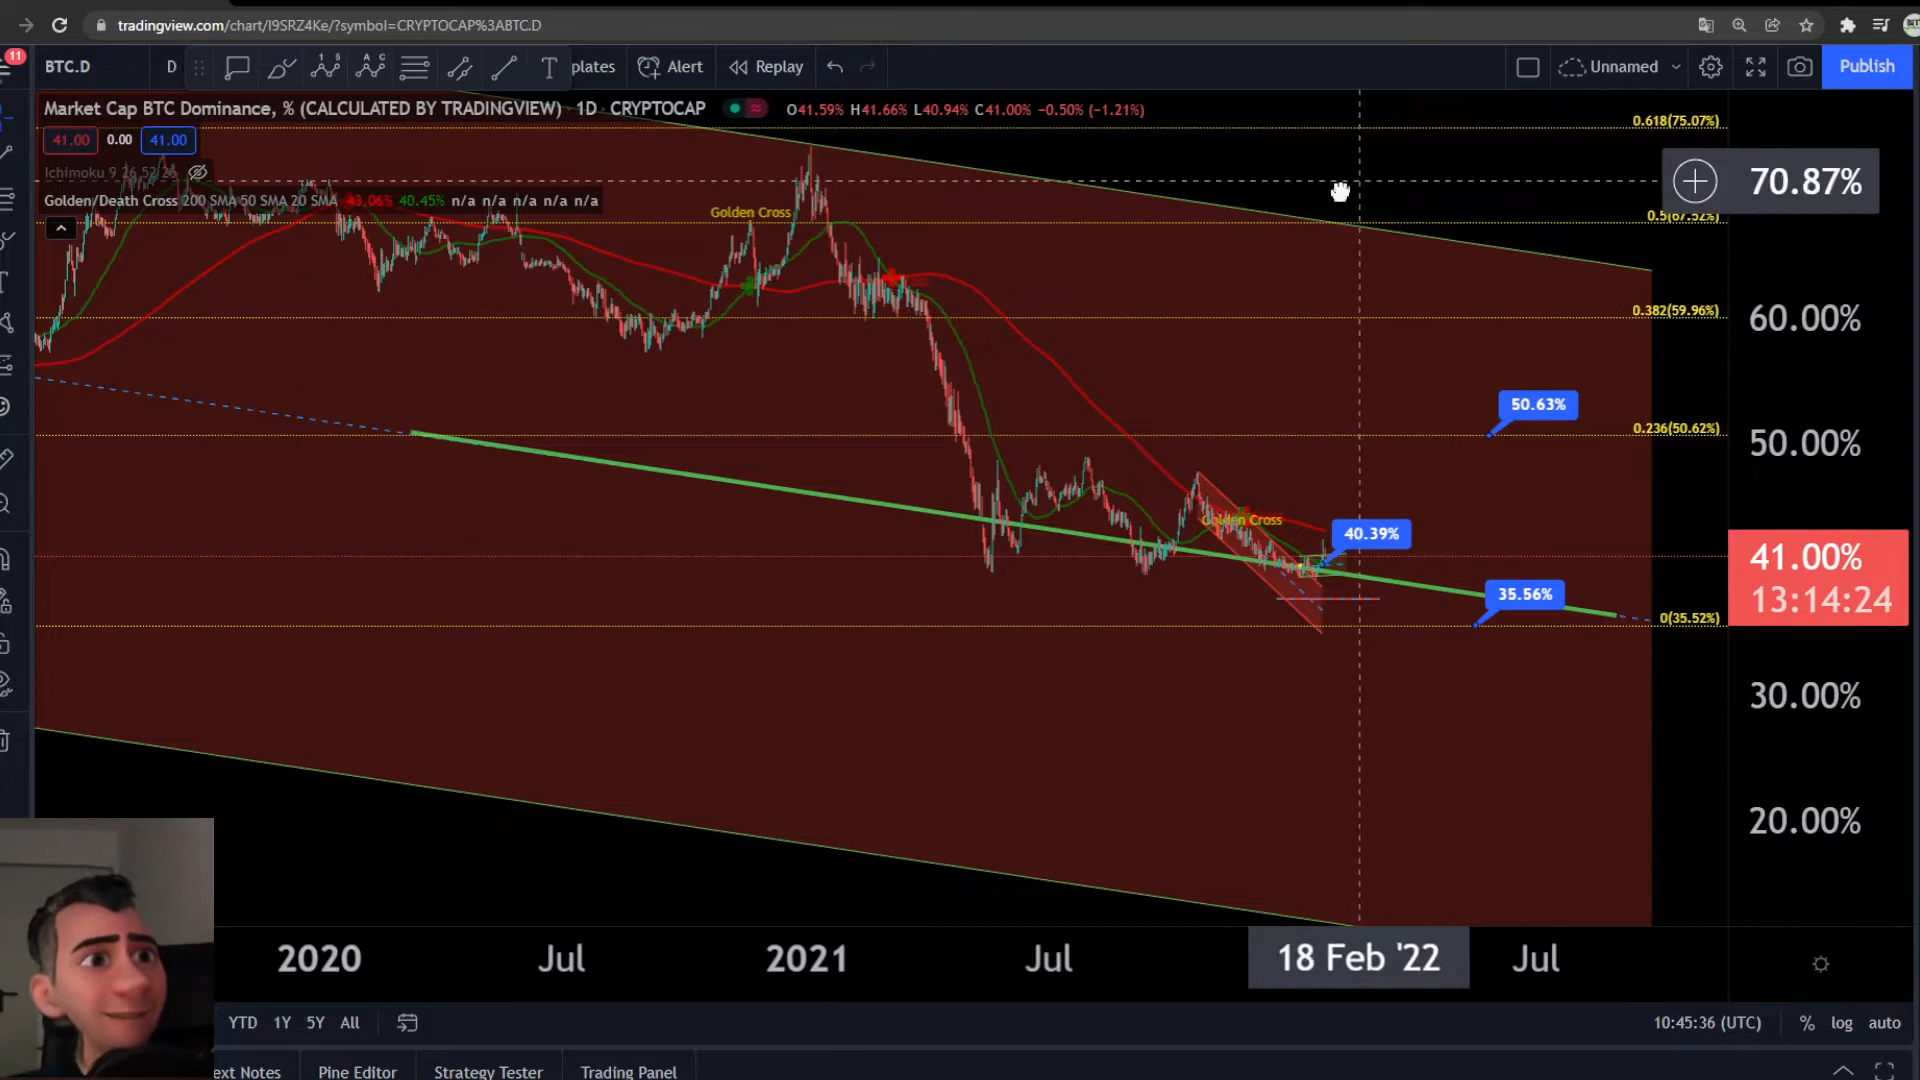 tradingview.com/chart/I9SRZ4Ke/?symbol=CRYPTOCAP%3ABTC.D
11
BTC.D D plates Alert Replay Unnamed Publish
Market Cap BTC Dominance, % (CALCULATED BY TRADINGVIEW) · 1D · CRYPTOCAP O41.59% H41.66% L40.94% C41.00% −0.50% (−1.21%)
0.618(75.07%)
41.00 0.00 41.00
Ichimoku 9 26 52 26
70.87%
Golden/Death Cross 200 SMA 50 SMA 20 SMA 43.06% 40.45% n/a n/a n/a n/a n/a
Golden Cross
0.5(67.52%)
0.382(59.96%)
60.00%
50.63%
0.236(50.62%)
50.00%
Golden Cross
40.39%
41.00%
13:14:24
35.56%
0(35.52%)
30.00%
20.00%
2020 Jul 2021 Jul 18 Feb '22 Jul
YTD 1Y 5Y All 10:45:36 (UTC) % log auto
ext Notes Pine Editor Strategy Tester Trading Panel